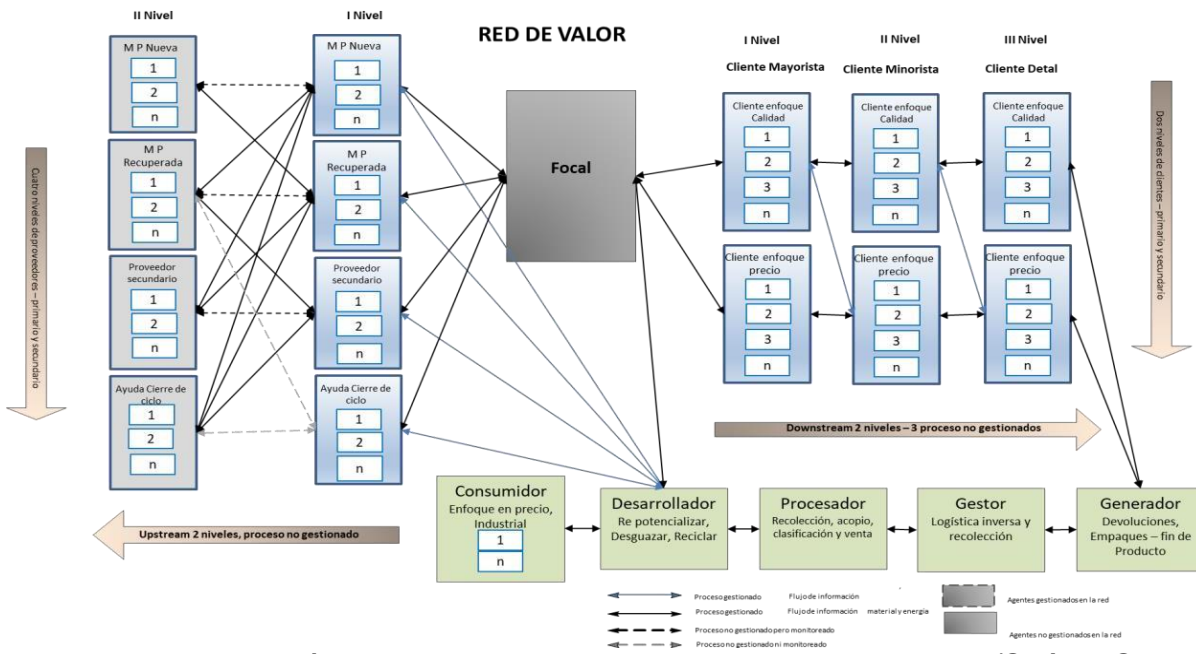 II Nivel
I Nivel
RED DE VALOR
I Nivel
II Nivel
III Nivel
Cliente Mayorista
Cliente Minorista
Cliente Detal
M P Nueva
1
2
n
M P
Recuperada
1
2
n
Proveedor
secundario
1
2
n
Ayuda Cierre de
ciclo
1
2
n
M P Nueva
1
2
n
M P
Recuperada
1
2
n
Proveedor
secundario
1
2
n
Ayuda Cierre de
ciclo
1
2
n
Focal
Cliente enfoque
Calidad
1
2
3
n
Cliente enfoque
Calidad
1
2
3
n
Cliente enfoque
Calidad
1
2
3
n
Cliente enfoque
precio
1
2
3
n
Cliente enfoque
precio
1
2
3
n
Cliente enfoque
precio
1
2
3
n
Cuatro niveles de proveedores – primario y secundario
Dos niveles de clientes – primario y secundario
Downstream 2 niveles – 3 proceso no gestionados
Upstream 2 niveles, proceso no gestionado
Consumidor
Enfoque en precio,
Industrial
1
n
Desarrollador
Re potencializar,
Desguazar, Reciclar
Procesador
Recolección, acopio,
clasificación y venta
Gestor
Logística inversa y
recolección
Generador
Devoluciones,
Empaques – fin de
Producto
Proceso gestionado Flujo de información
Proceso gestionado Flujo de información material y energía
Proceso no gestionado pero monitoreado
Proceso no gestionado ni monitoreado
Agentes gestionados en la red
Agentes no gestionados en la red